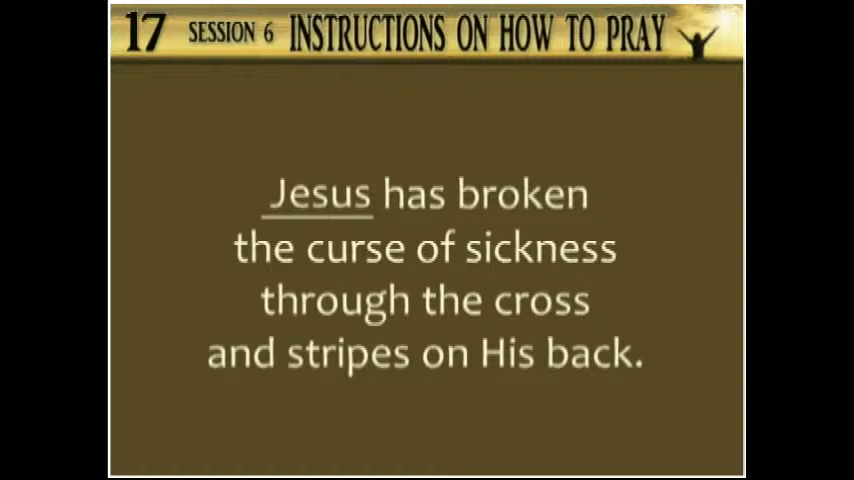 17 SESSION 6 INSTRUCTIONS ON HOW TO PRAY
Jesus has broken
the curse of sickness
through the cross
and stripes on His back.